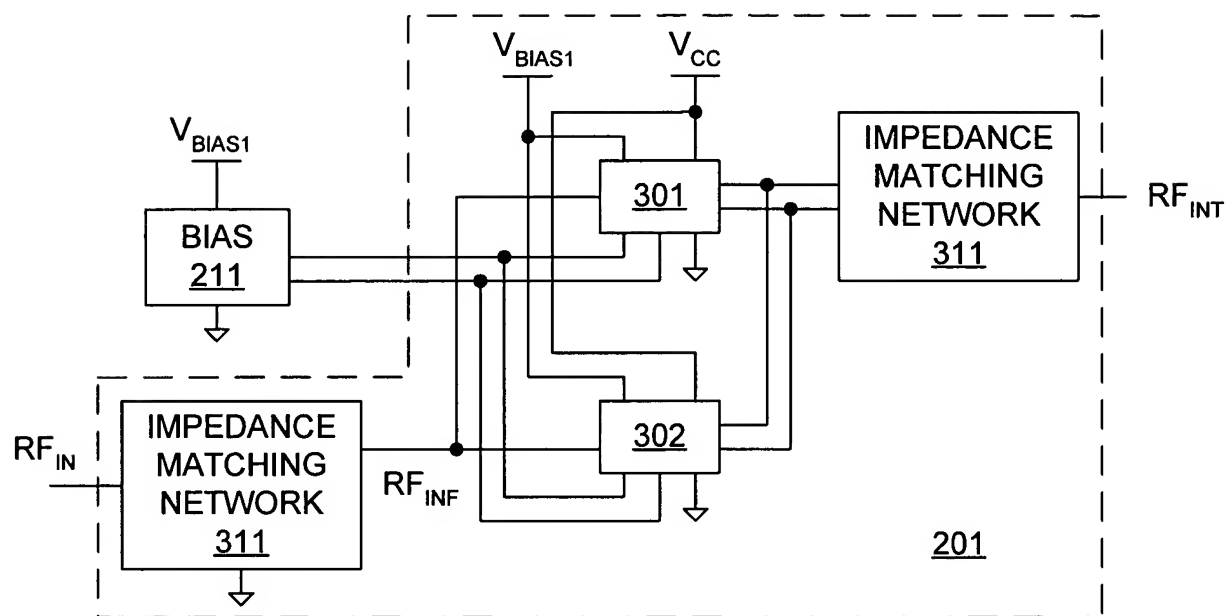 V_BIAS1
V_CC
V_BIAS1
IMPEDANCE
MATCHING
NETWORK
311
RF_INT
301
BIAS
211
302
RF_IN
IMPEDANCE
MATCHING
NETWORK
311
RF_INF
201